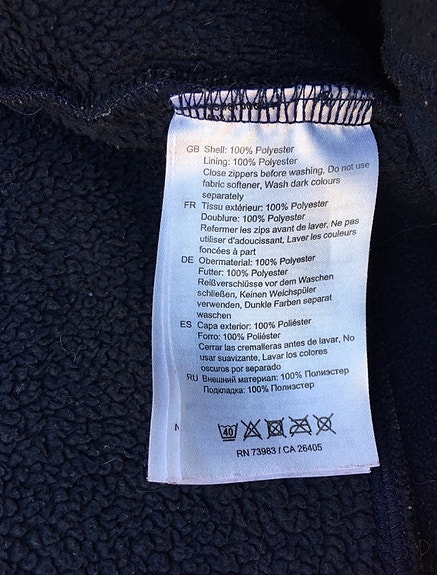 GB Shell: 100% Polyester
Lining: 100% Polyester
Close zippers before washing, Do not use
fabric softener, Wash dark colours
separately
FR Tissu extérieur: 100% Polyester
Doublure: 100% Polyester
Refermer les zips avant de laver, Ne pas
utiliser d'adoucissant, Laver les couleurs
foncées à part
DE Obermaterial: 100% Polyester
Futter: 100% Polyester
Reißverschlüsse vor dem Waschen
schließen, Keinen Weichspüler
verwenden, Dunkle Farben separat
waschen
ES Capa exterior: 100% Poliéster
Forro: 100% Poliéster
Cerrar las cremalleras antes de lavar, No
usar suavizante, Lavar los colores
oscuros por separado
RU Внешний материал: 100% Полиэстер
Подкладка: 100% Полиэстер
N
40
RN 73983 / CA 26405